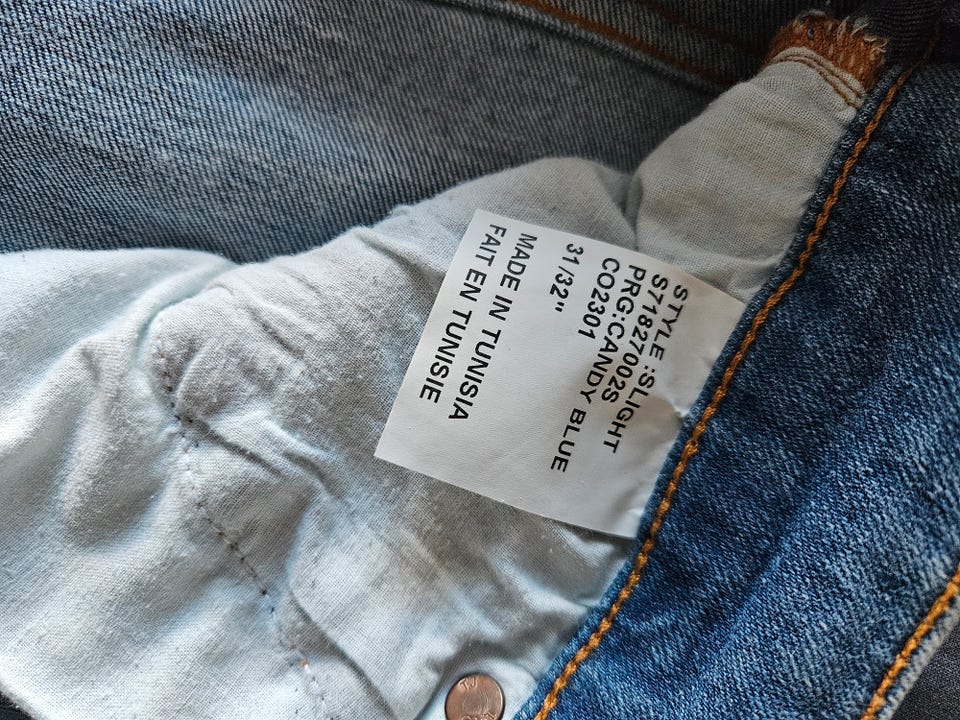 STYLE :SLIGHT
S71827002S
PRG:CANDY BLUE
CO2301
31/32"
MADE IN TUNISIA
FAIT EN TUNISIE